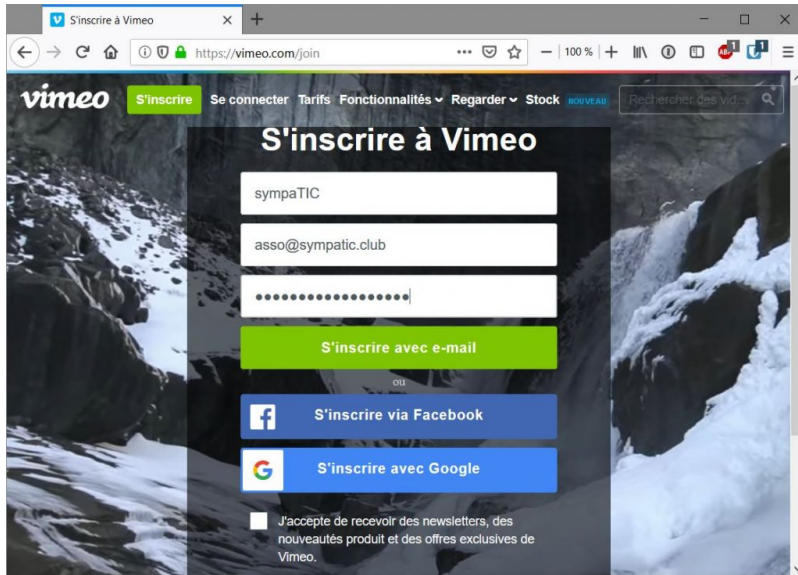 S'inscrire à Vimeo
https://vimeo.com/join
100 %
vimeo S'inscrire Se connecter Tarifs Fonctionnalités Regarder Stock NOUVEAU Rechercher des vid...
S'inscrire à Vimeo
sympaTIC
asso@sympatic.club
••••••••••••••••••
S'inscrire avec e-mail
ou
S'inscrire via Facebook
S'inscrire avec Google
J'accepte de recevoir des newsletters, des
nouveautés produit et des offres exclusives de
Vimeo.